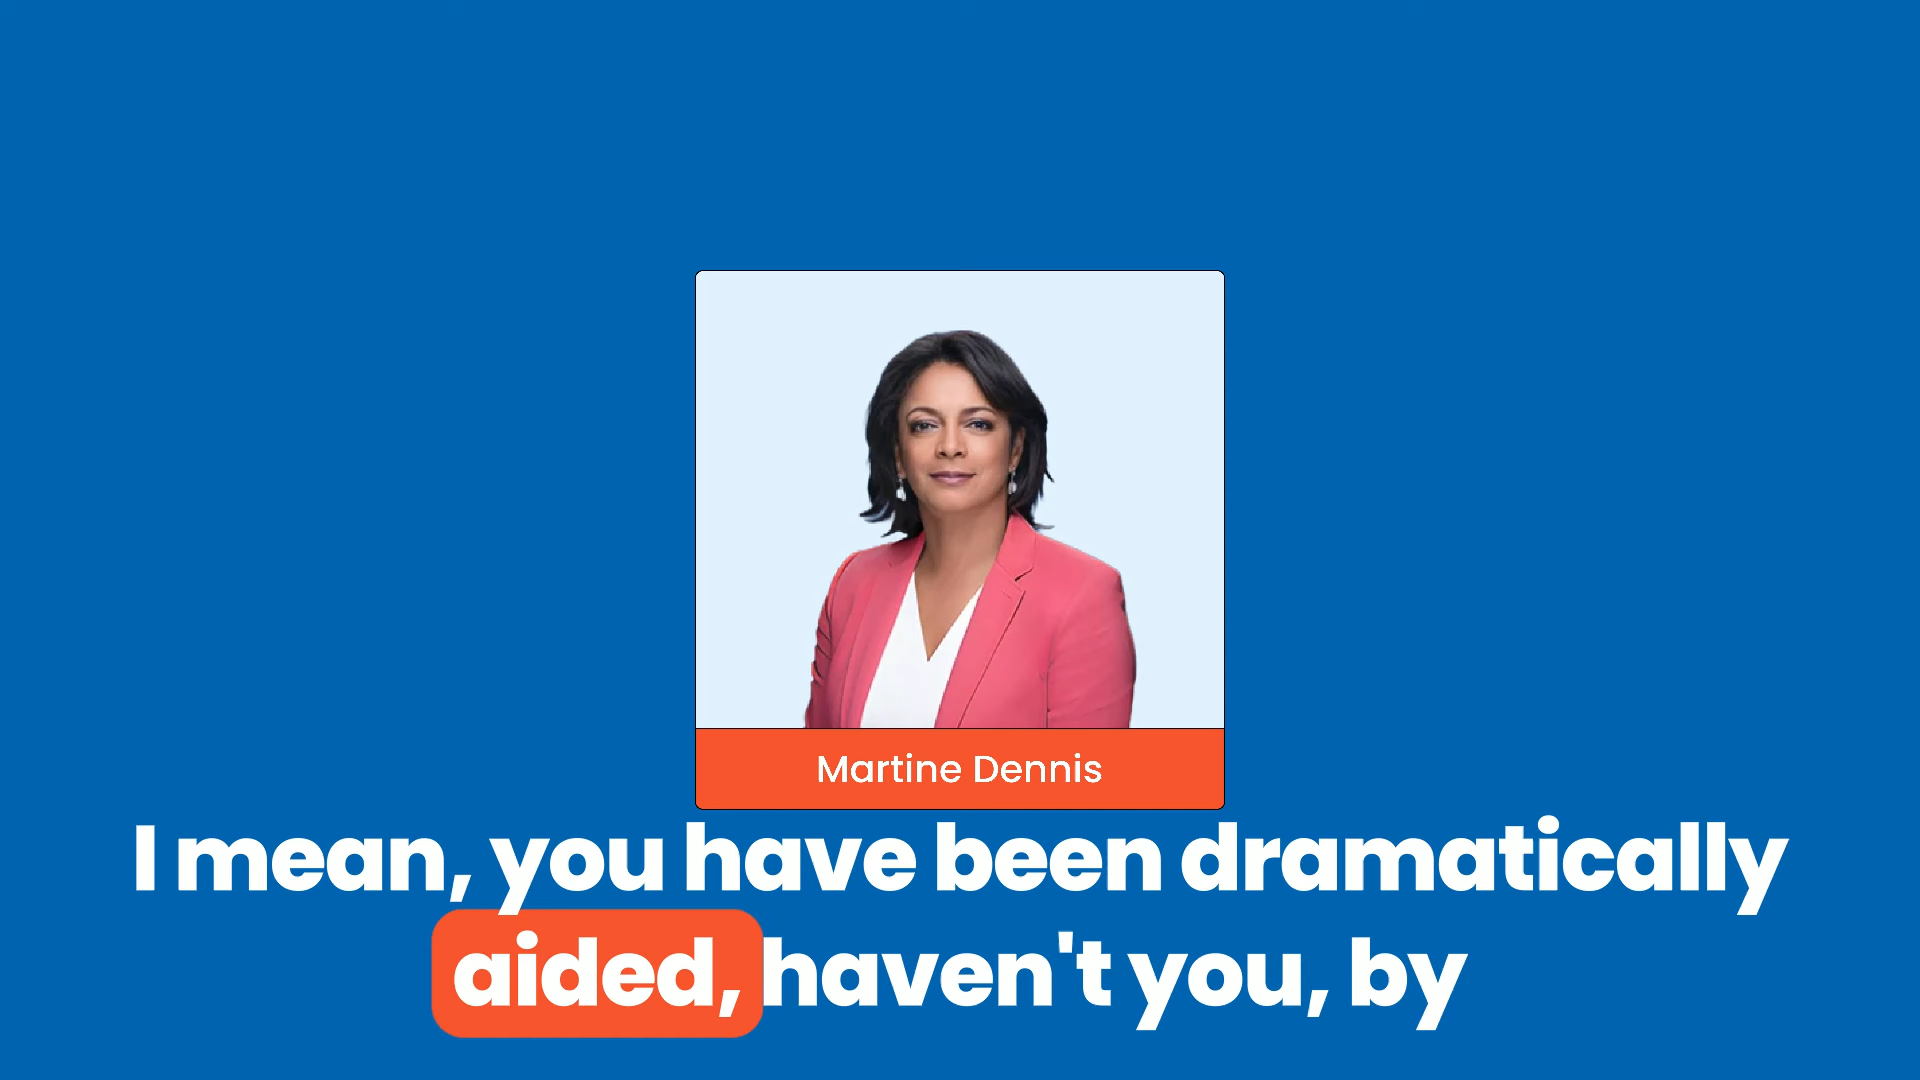 Martine Dennis
I mean, you have been dramatically
aided, haven't you, by